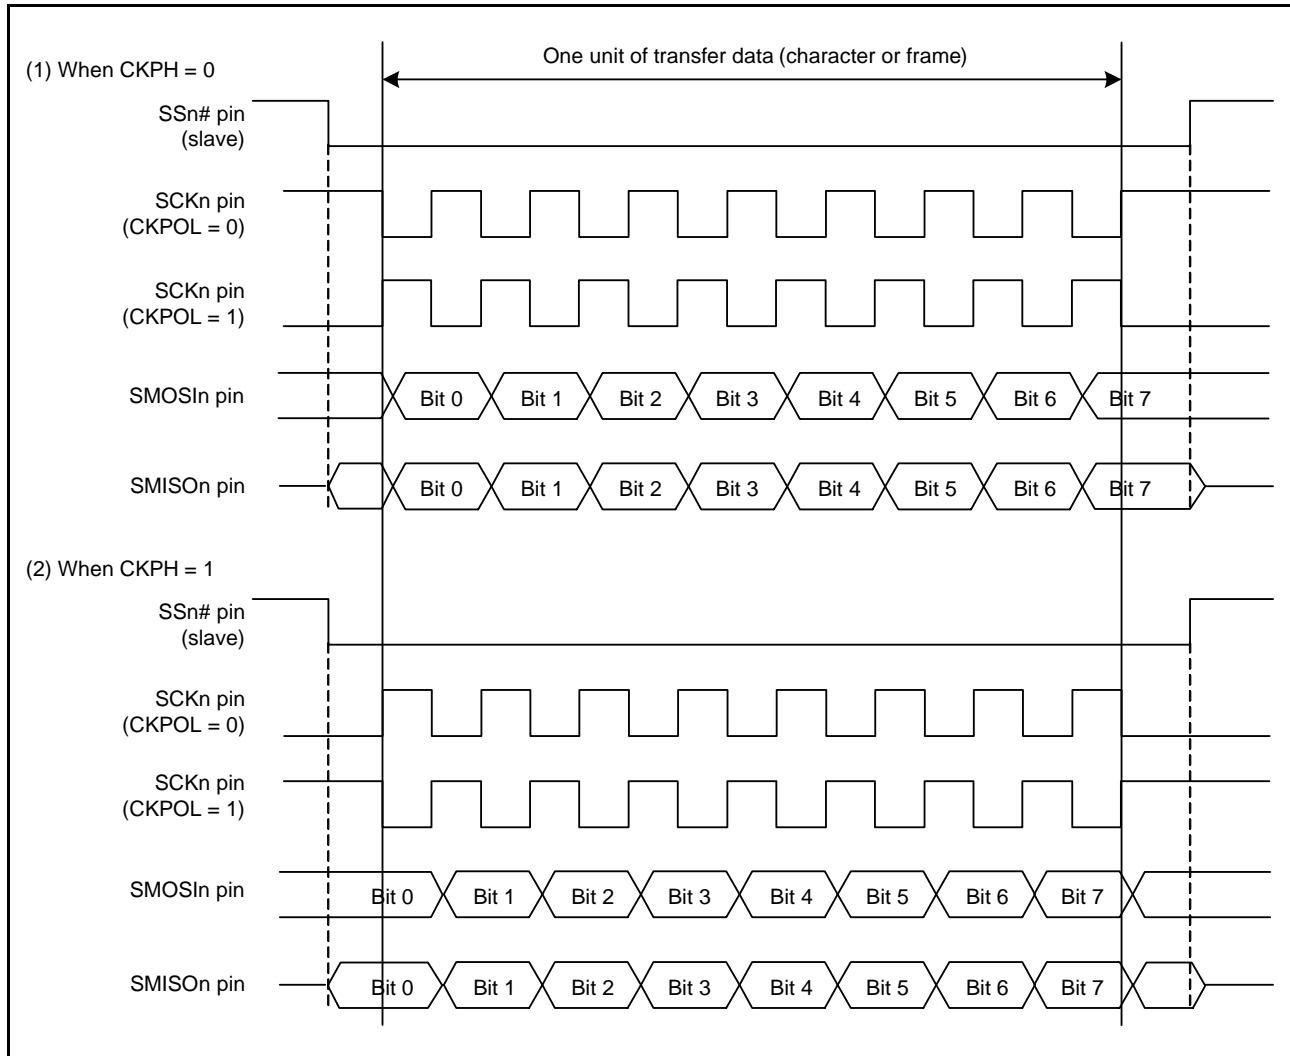 One unit of transfer data (character or frame)
(1) When CKPH = 0
SSn# pin
(slave)
SCKn pin
(CKPOL = 0)
SCKn pin
(CKPOL = 1)
SMOSIn pin
Bit 0 Bit 1 Bit 2 Bit 3 Bit 4 Bit 5 Bit 6 Bit 7
SMISOn pin
Bit 0 Bit 1 Bit 2 Bit 3 Bit 4 Bit 5 Bit 6 Bit 7
(2) When CKPH = 1
SSn# pin
(slave)
SCKn pin
(CKPOL = 0)
SCKn pin
(CKPOL = 1)
SMOSIn pin
Bit 0 Bit 1 Bit 2 Bit 3 Bit 4 Bit 5 Bit 6 Bit 7
SMISOn pin
Bit 0 Bit 1 Bit 2 Bit 3 Bit 4 Bit 5 Bit 6 Bit 7